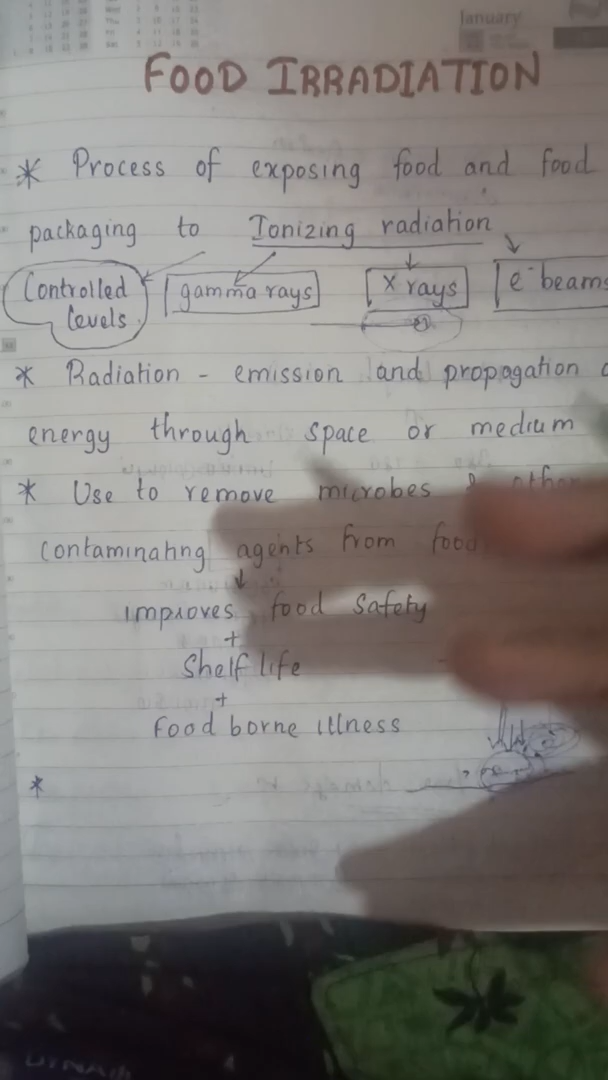 January
FOOD IRRADIATION
* Process of exposing food and food
packaging to Ionizing radiation
Controlled levels
gamma rays
x rays
e⁻ beams
* Radiation - emission and propagation
energy through space or medium
* Use to remove microbes &
contaminating agents from food
improves food safety
+
Shelf life
+
Food borne illness
*